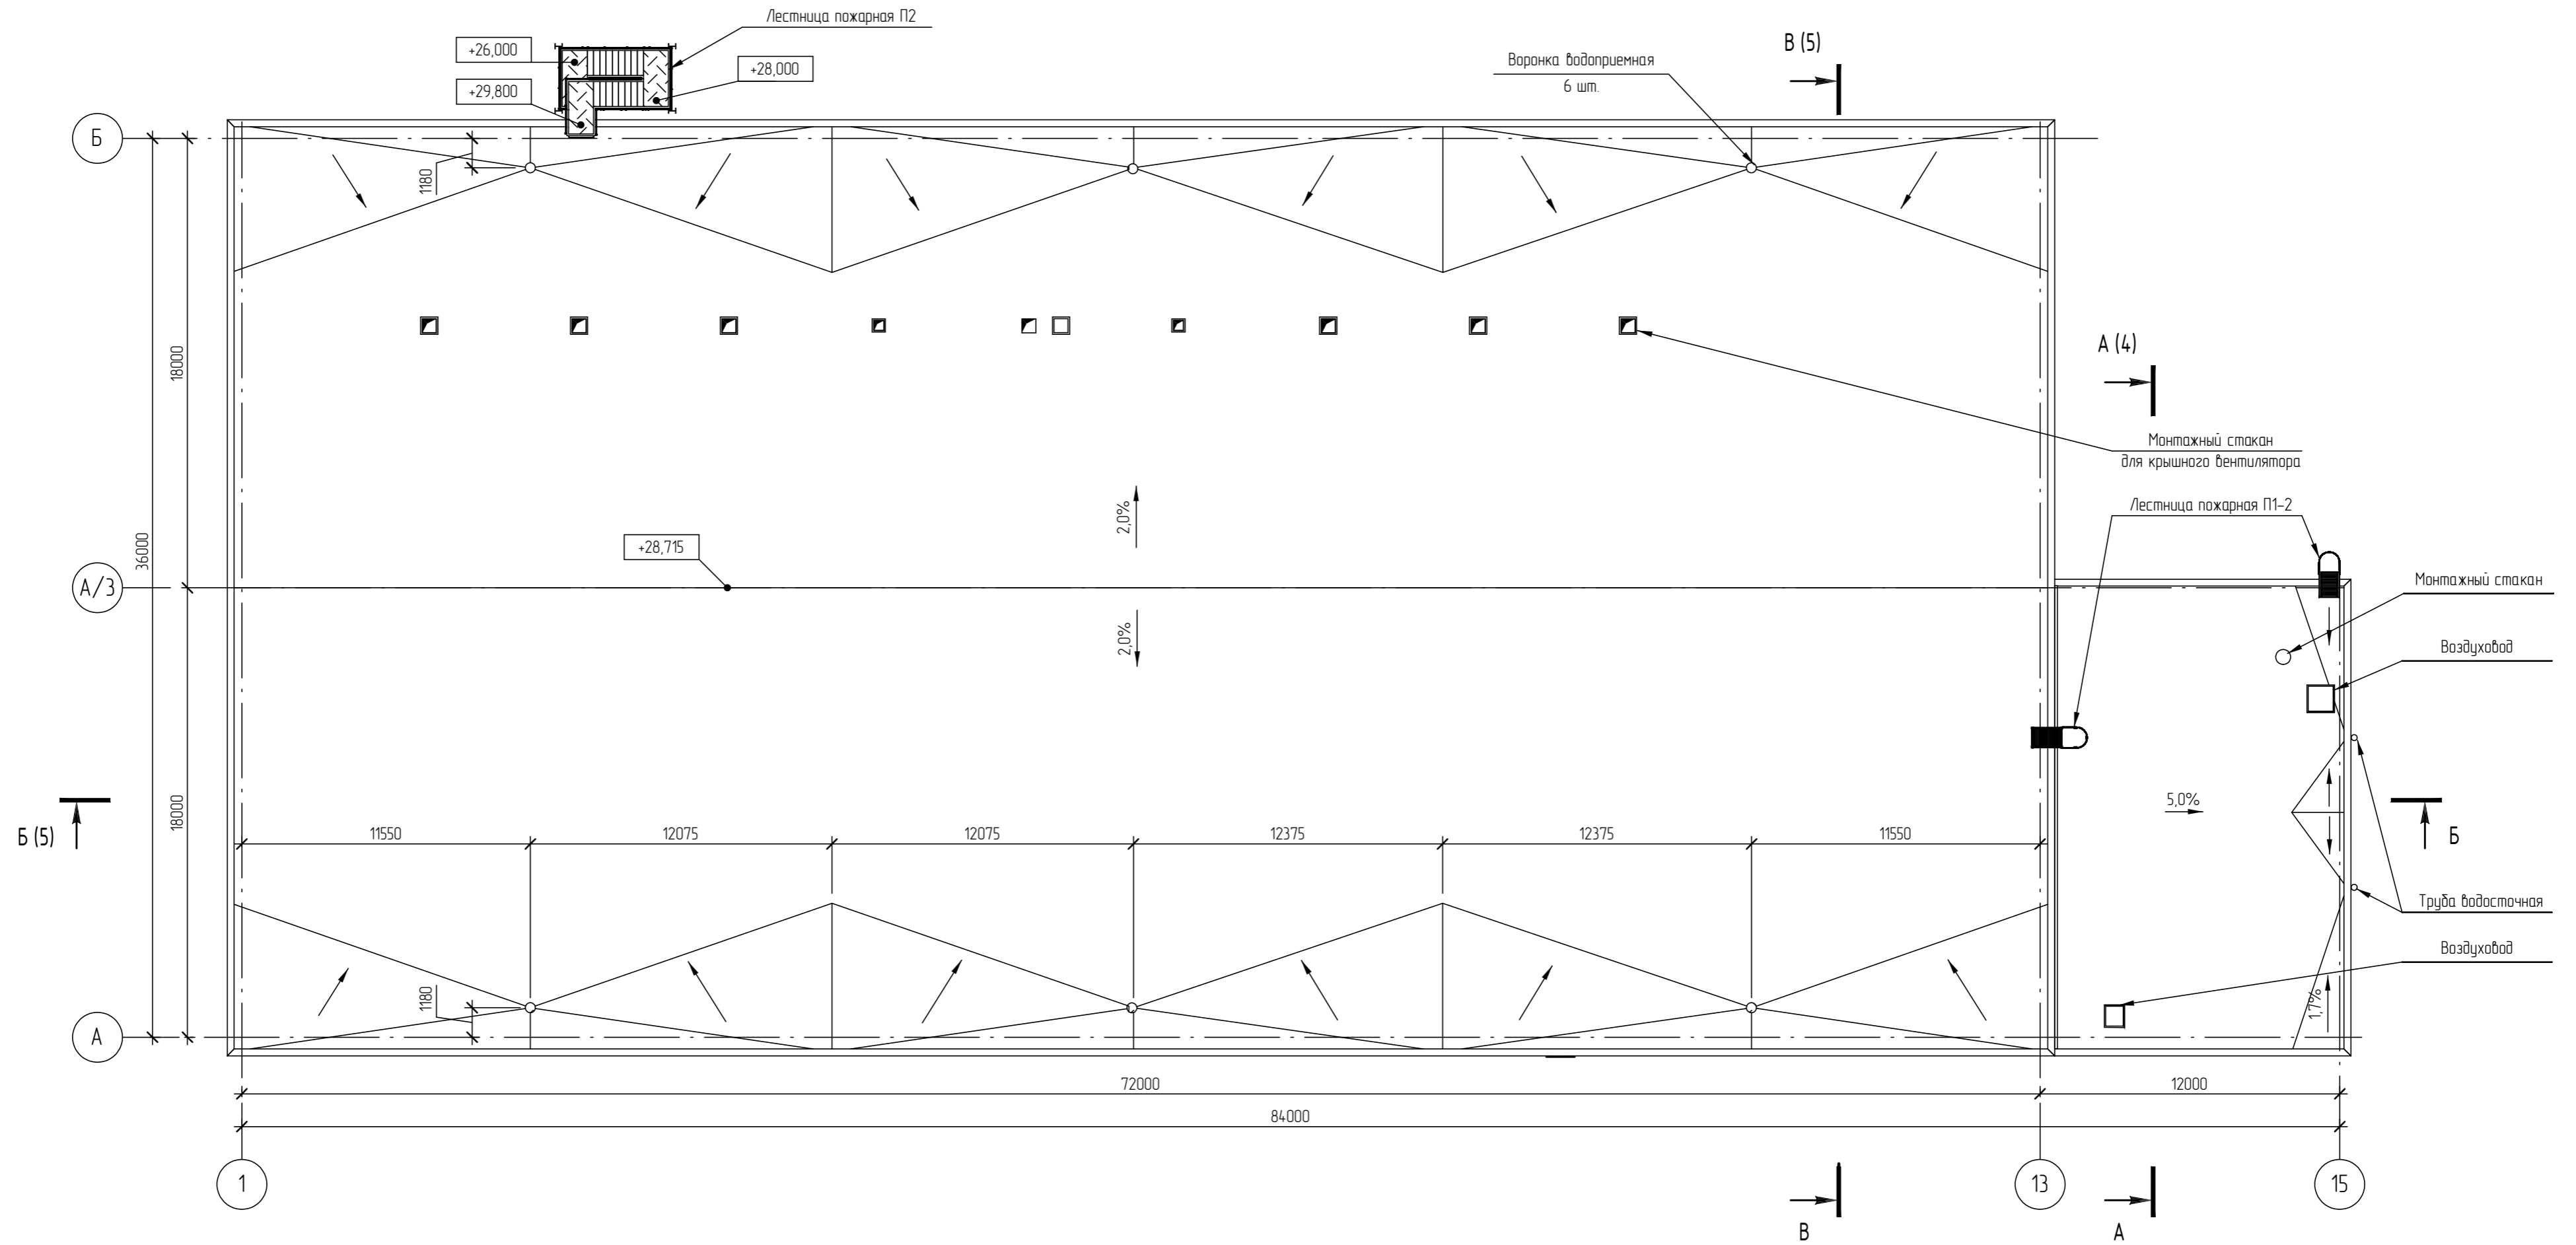 Лестница пожарная П2
+26,000
+28,000
+29,800
Воронка водоприемная
6 шт.
В (5)
Б
1180
18000
А (4)
Монтажный стакан
для крышного вентилятора
2,0%
Лестница пожарная П1-2
36000
+28,715
А/3
Монтажный стакан
2,0%
Воздуховод
18000
5,0%
Б (5)
11550
12075
12075
12375
12375
11550
Б
Труба водосточная
Воздуховод
1180
1,7%
А
72000
12000
84000
1
13
15
В
А